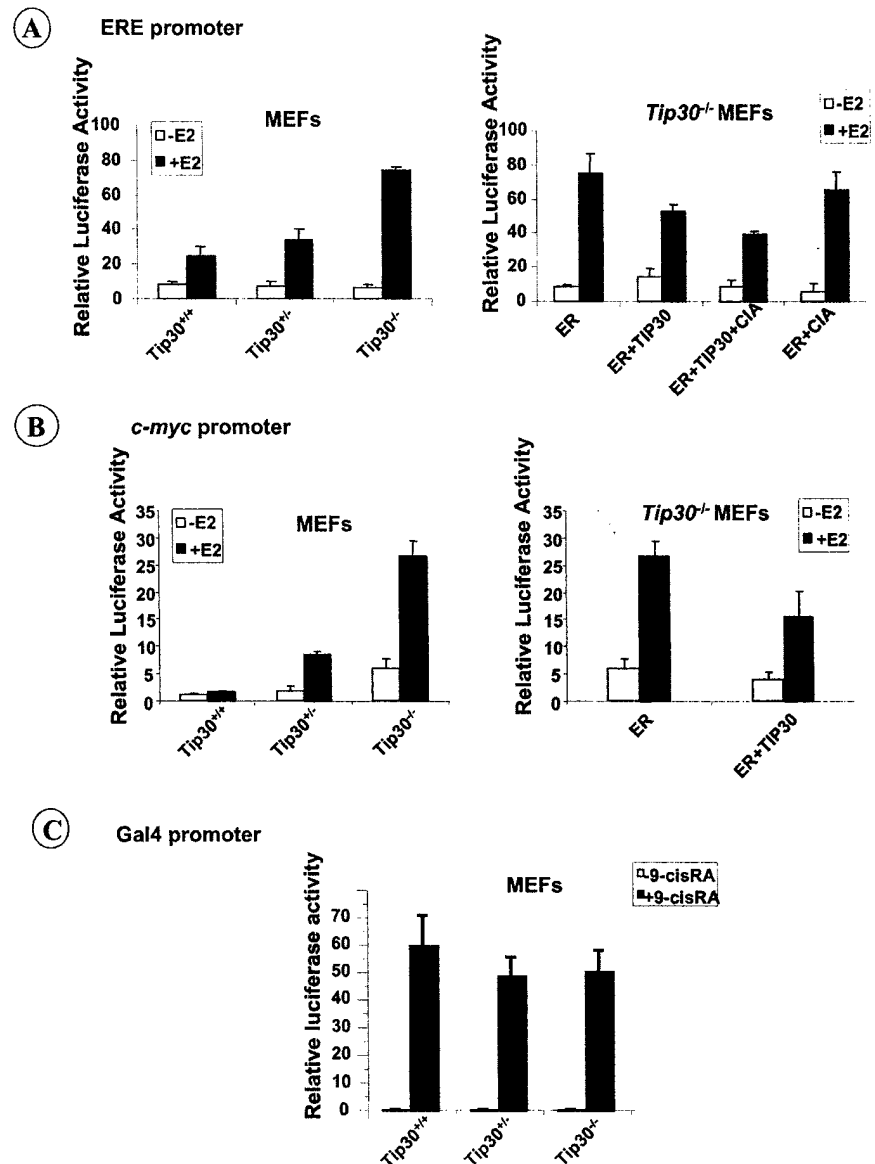 A ERE promoter
Relative Luciferase Activity
100
80
60
40
20
0
-E2
+E2
MEFs
Tip30+/+
Tip30+/-
Tip30-/-
Relative Luciferase Activity
100
80
60
40
20
0
Tip30-/- MEFs
-E2
+E2
ER
ER+TIP30
ER+TIP30+CIA
ER+CIA
B c-myc promoter
Relative Luciferase Activity
35
30
25
20
15
10
5
0
-E2
+E2
MEFs
Tip30+/+
Tip30+/-
Tip30-/-
Relative Luciferase Activity
35
30
25
20
15
10
5
0
Tip30-/- MEFs
-E2
+E2
ER
ER+TIP30
C Gal4 promoter
Relative luciferase activity
70
60
50
40
30
20
10
0
MEFs
-9-cisRA
+9-cisRA
Tip30+/+
Tip30+/-
Tip30-/-